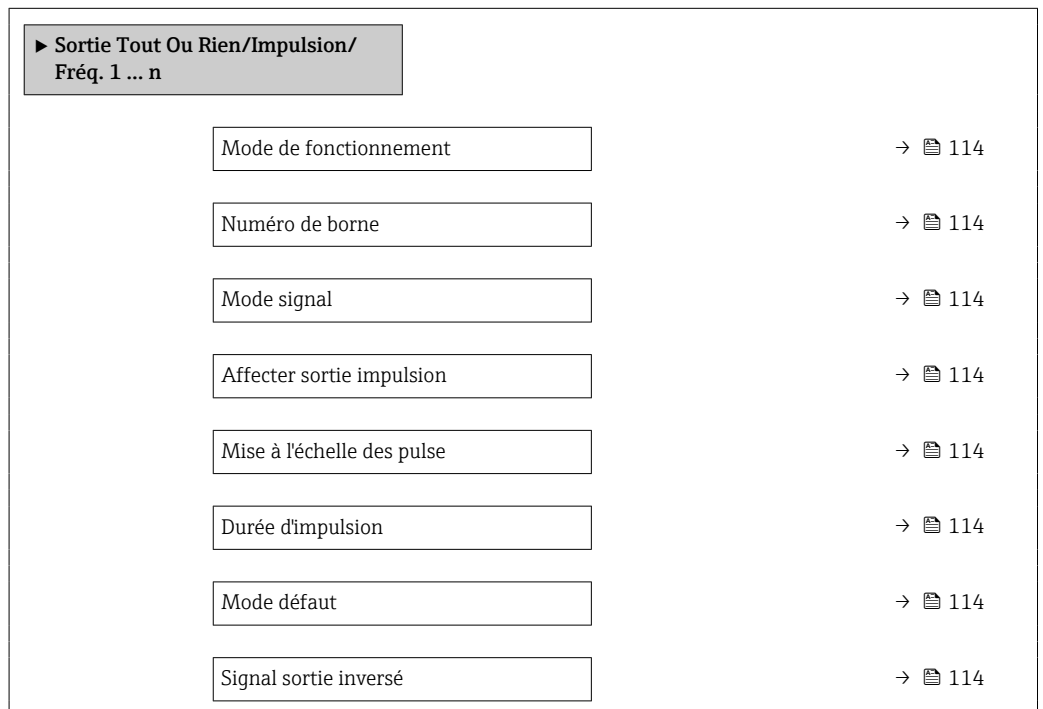 ▶ Sortie Tout Ou Rien/Impulsion/
Fréq. 1 ... n
Mode de fonctionnement → 114
Numéro de borne → 114
Mode signal → 114
Affecter sortie impulsion → 114
Mise à l'échelle des pulse → 114
Durée d'impulsion → 114
Mode défaut → 114
Signal sortie inversé → 114